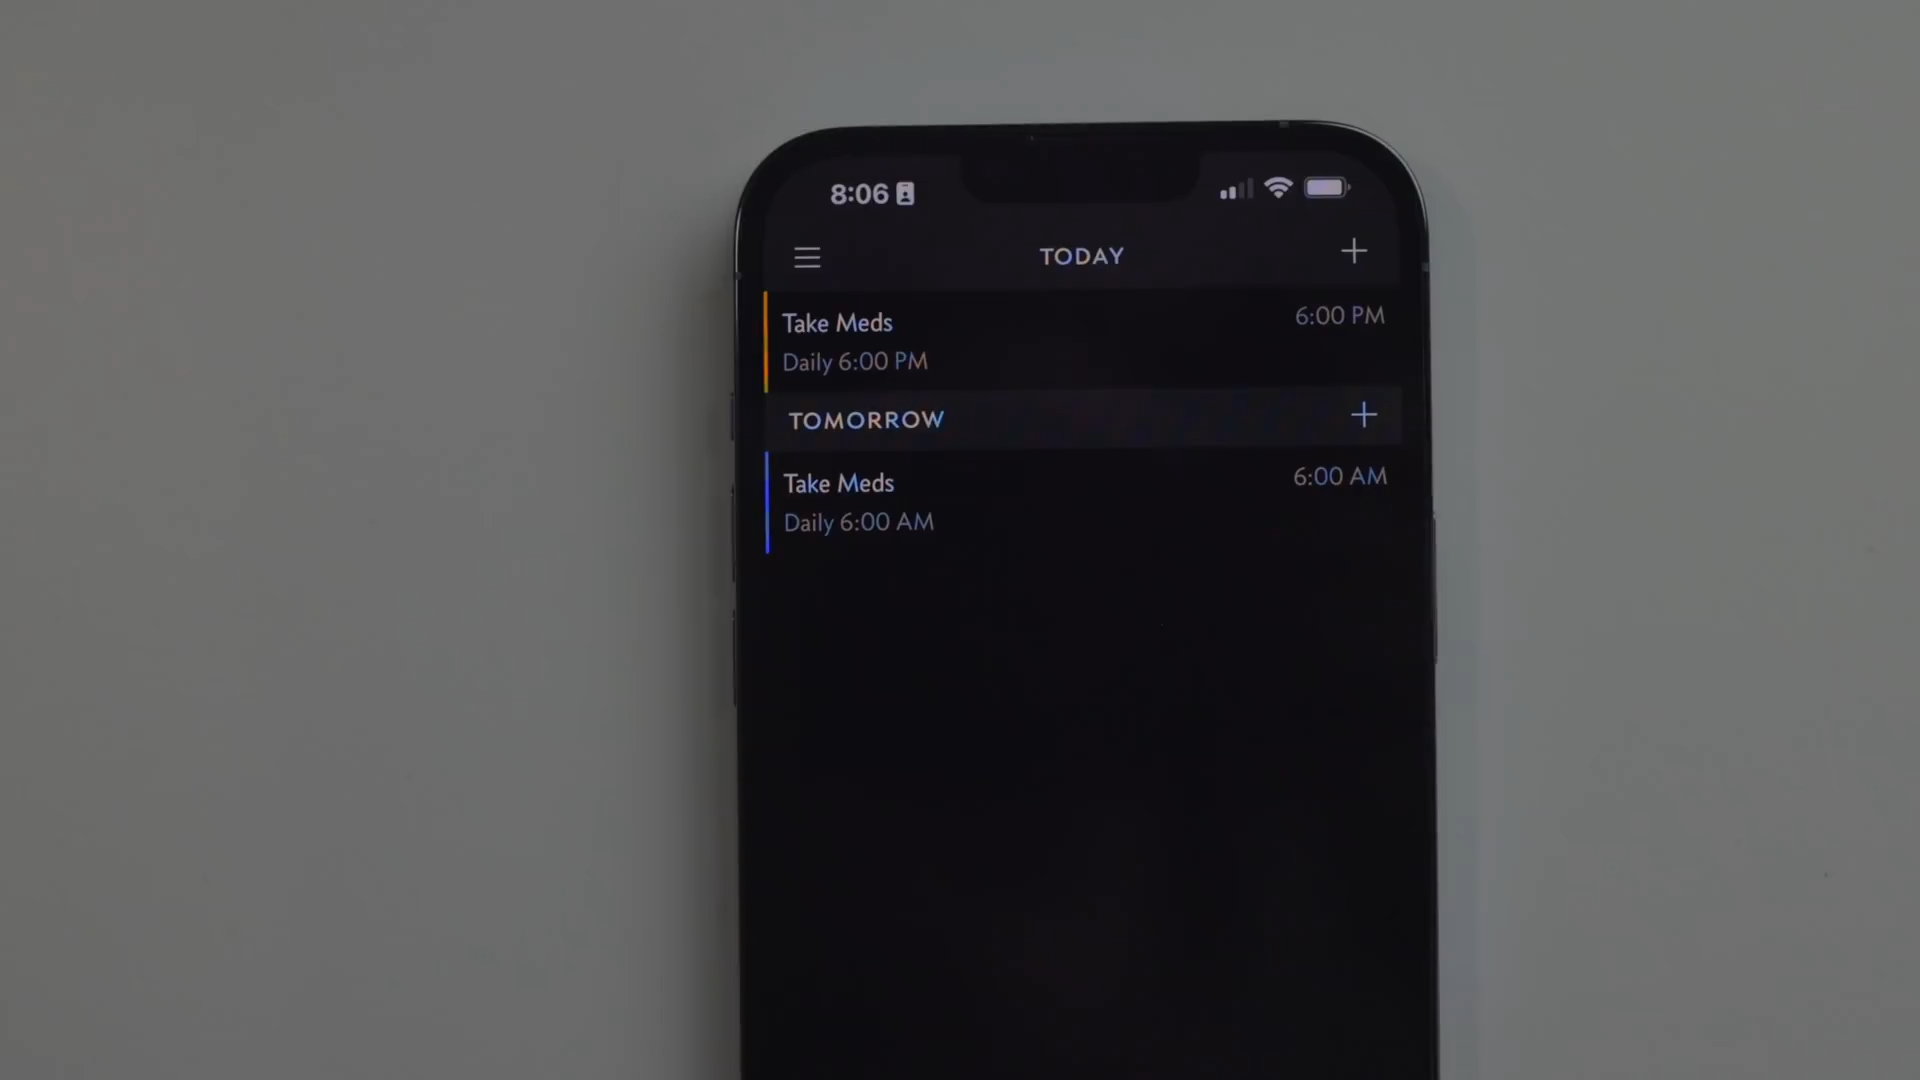 8:06
TODAY
Take Meds
6:00 PM
Daily 6:00 PM
TOMORROW
Take Meds
6:00 AM
Daily 6:00 AM